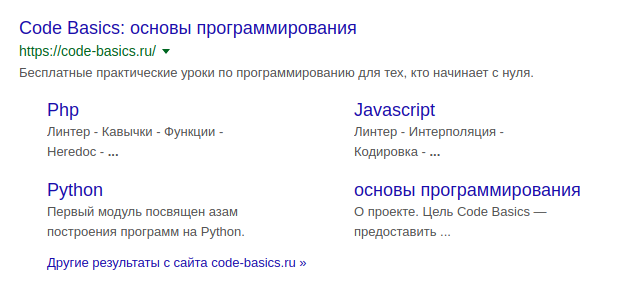 Code Basics: основы программирования
https://code-basics.ru/
Бесплатные практические уроки по программированию для тех, кто начинает с нуля.
Php
Линтер - Кавычки - Функции -
Heredoc - ...
Javascript
Линтер - Интерполяция -
Кодировка - ...
Python
Первый модуль посвящен азам
построения программ на Python.
основы программирования
О проекте. Цель Code Basics —
предоставить ...
Другие результаты с сайта code-basics.ru »